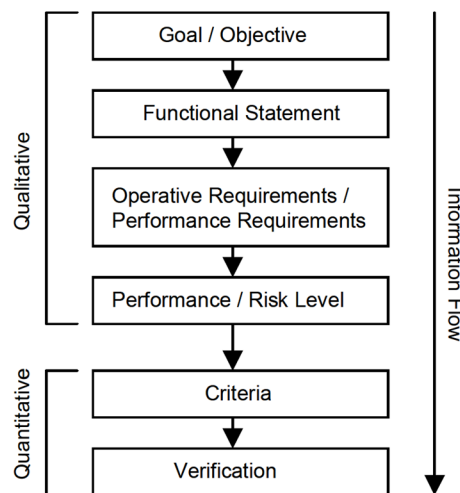 Goal / Objective
Functional Statement
Operative Requirements /
Performance Requirements
Performance / Risk Level
Criteria
Verification
Qualitative
Quantitative
Information Flow